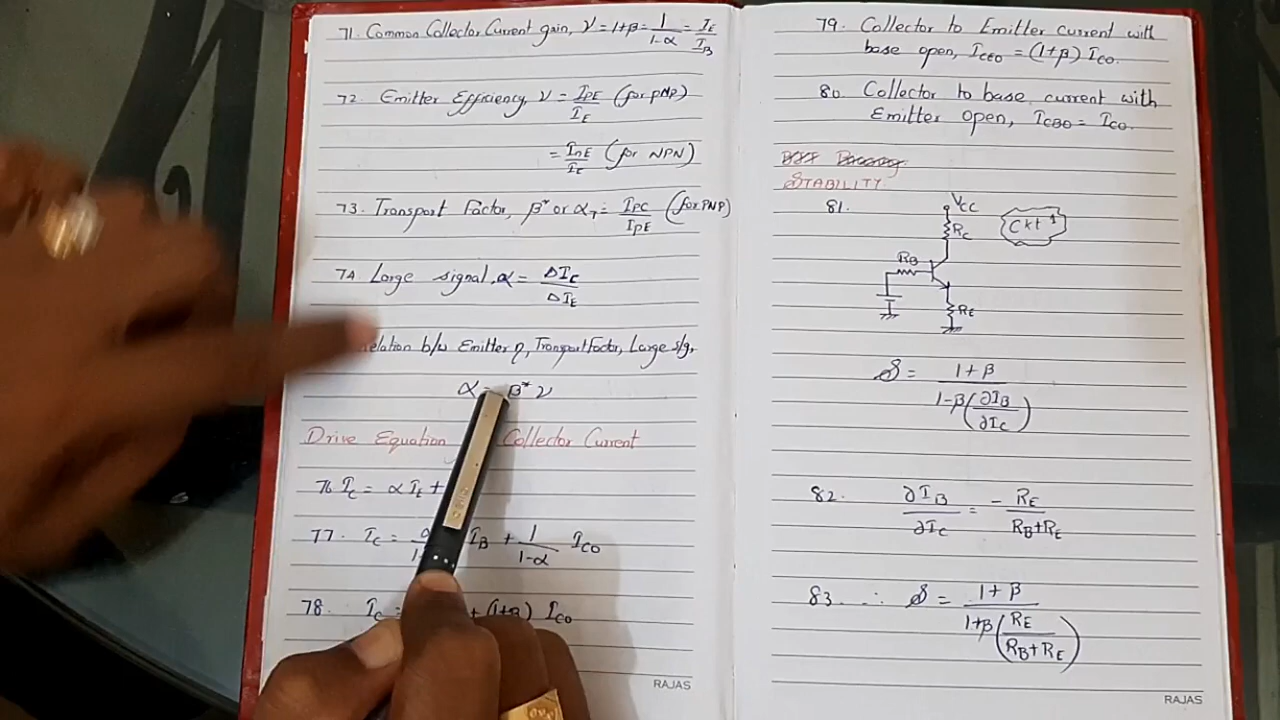 71. Common Collector Current gain, γ = 1+β = 1/(1-α) = I_E/I_B
72. Emitter Efficiency γ = I_PE/I_E (for PNP)
= I_nE/I_E (for NPN)
73. Transport Factor, β* or α_T = I_PC/I_PE (for PNP)
74 Large signal, α = ΔI_C/ΔI_E
Relation b/w Emitter η, Transport Factor, Large sig,
α = β* γ
Drive Equation Collector Current
76 I_C = α I_E +
77. I_C = I_B + 1/(1-α) I_CO
78. I_C = + (1+β) I_CO
RAJAS
79. Collector to Emitter current with
base open, I_CEO = (1+β) I_CO.
80. Collector to base current with
Emitter open, I_CBO = I_CO.
STABILITY
81.
V_CC
R_C
Ckt 1
R_B
R_E
S = (1+β)/(1-β(∂I_B/∂I_C))
82. ∂I_B/∂I_C = - R_E/(R_B+R_E)
83. ∴ S = (1+β)/(1+β(R_E/(R_B+R_E)))
RAJAS